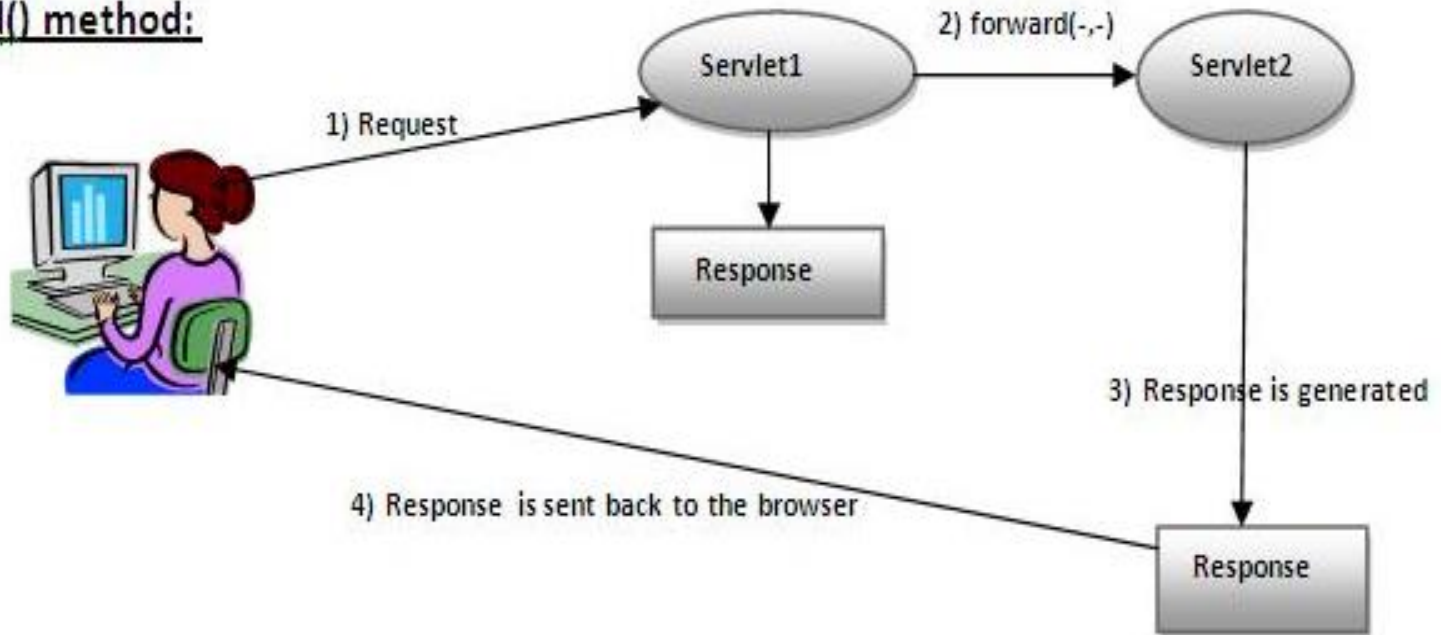 () method:
2) forward(-,-)
Servlet1
Servlet2
1) Request
Response
3) Response is generated
4) Response is sent back to the browser
Response